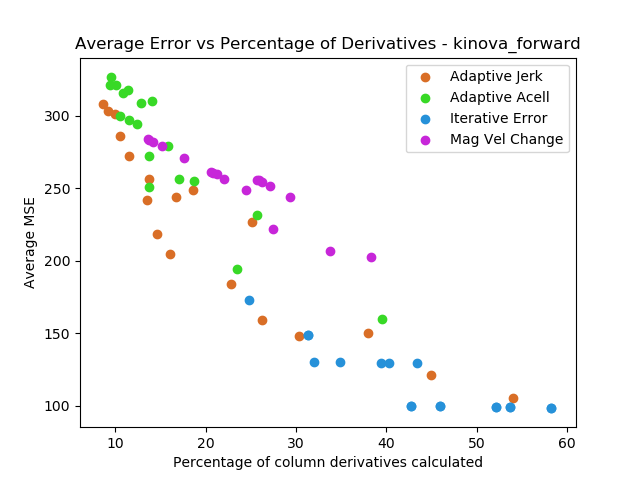 Average Error vs Percentage of Derivatives - kinova_forward
Adaptive Jerk
Adaptive Acell
Iterative Error
Mag Vel Change
Average MSE
300
250
200
150
100
10
20
30
40
50
60
Percentage of column derivatives calculated